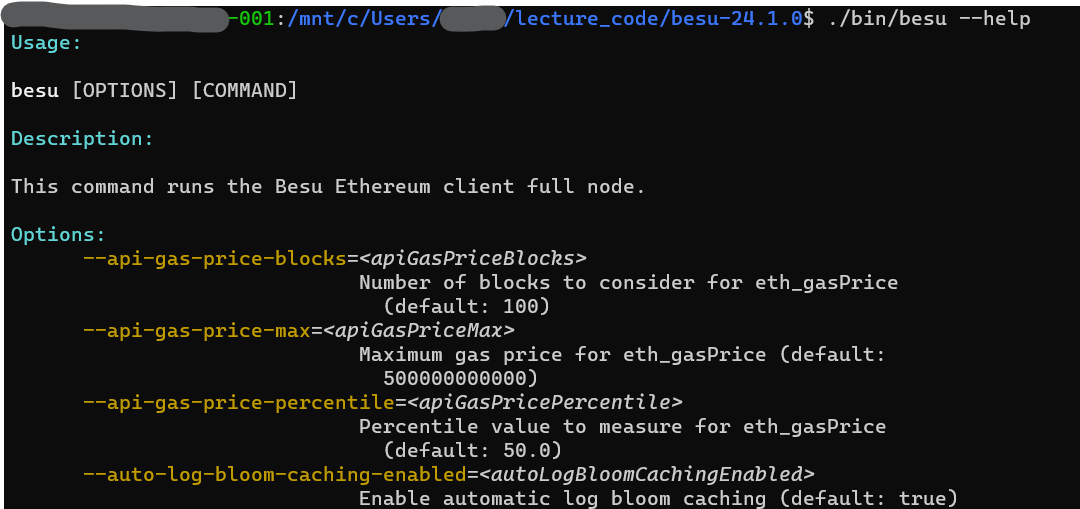 -001:/mnt/c/Users/ /lecture_code/besu-24.1.0$ ./bin/besu --help
Usage:
besu [OPTIONS] [COMMAND]
Description:
This command runs the Besu Ethereum client full node.
Options:
--api-gas-price-blocks=<apiGasPriceBlocks>
Number of blocks to consider for eth_gasPrice
(default: 100)
--api-gas-price-max=<apiGasPriceMax>
Maximum gas price for eth_gasPrice (default:
500000000000)
--api-gas-price-percentile=<apiGasPricePercentile>
Percentile value to measure for eth_gasPrice
(default: 50.0)
--auto-log-bloom-caching-enabled=<autoLogBloomCachingEnabled>
Enable automatic log bloom caching (default: true)